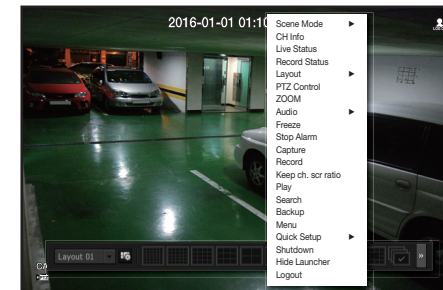 2016-01-01 01:10
Scene Mode
CH Info
Live Status
Record Status
Layout
PTZ Control
ZOOM
Audio
Freeze
Stop Alarm
Capture
Record
Keep ch. scr ratio
Play
Search
Backup
Menu
Quick Setup
Shutdown
Hide Launcher
Logout
Layout 01